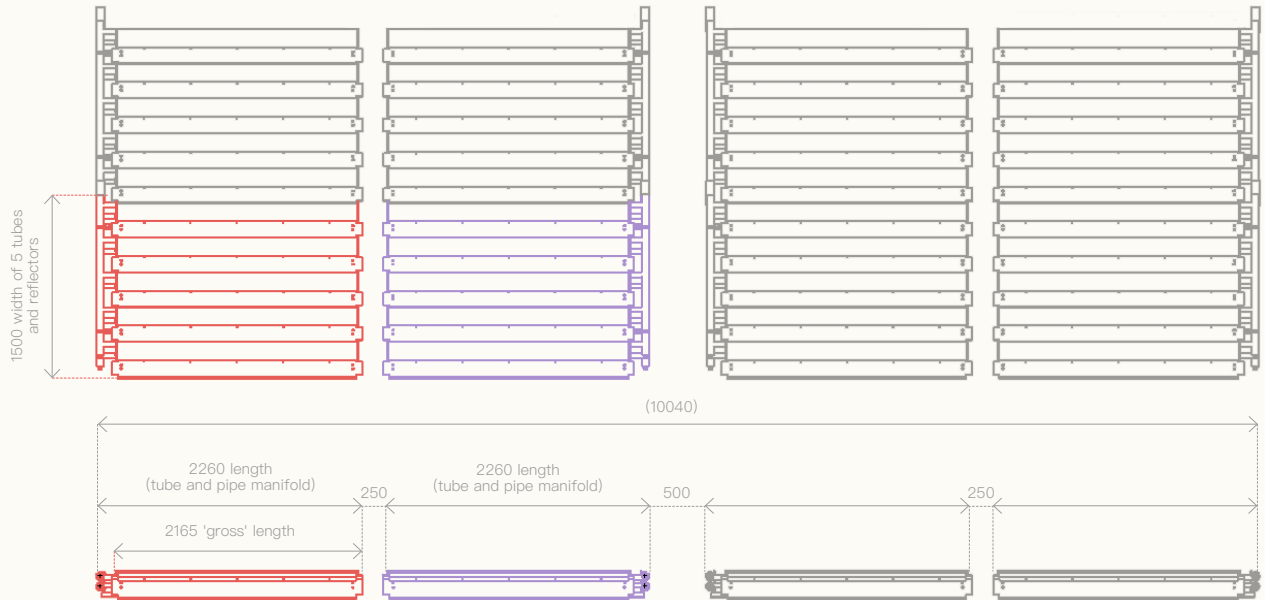 1500 width of 5 tubes
and reflectors
(10040)
2260 length
(tube and pipe manifold)
250
2260 length
(tube and pipe manifold)
500
250
2165 'gross' length